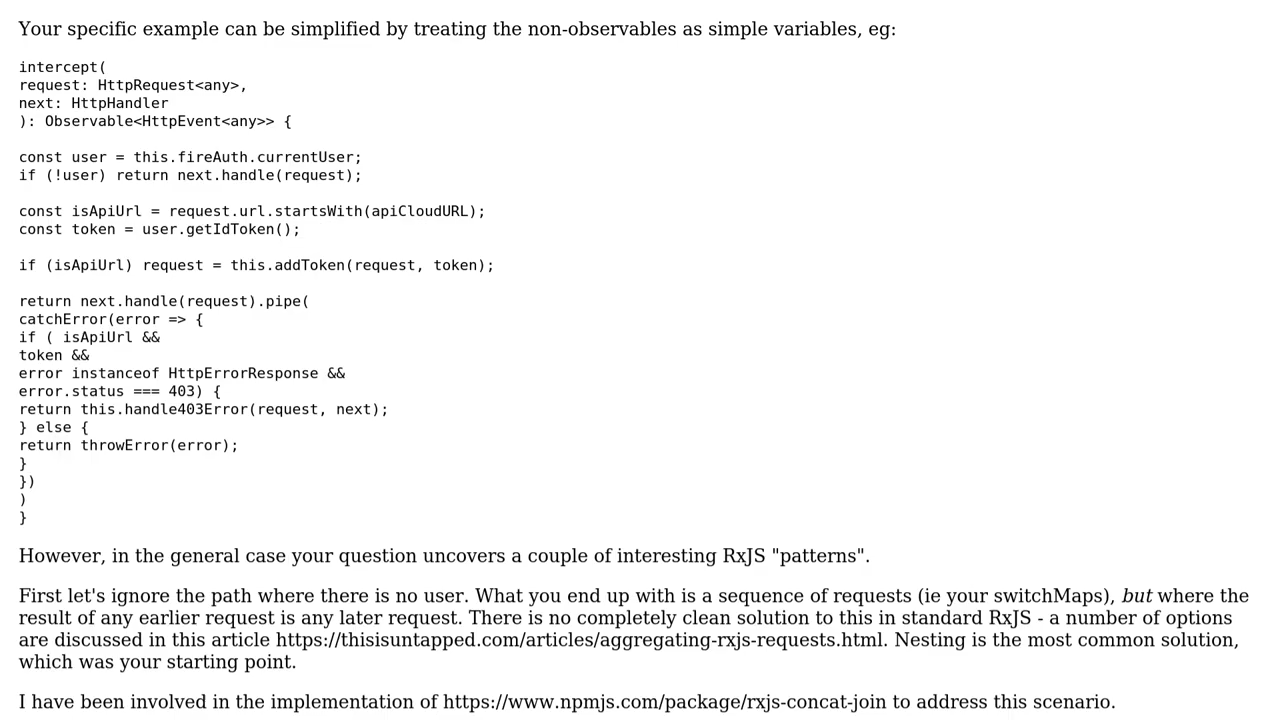 Your specific example can be simplified by treating the non-observables as simple variables, eg:
intercept(
request: HttpRequest<any>,
next: HttpHandler
): Observable<HttpEvent<any>> {
const user = this.fireAuth.currentUser;
if (!user) return next.handle(request);
const isApiUrl = request.url.startsWith(apiCloudURL);
const token = user.getIdToken();
if (isApiUrl) request = this.addToken(request, token);
return next.handle(request).pipe(
catchError(error => {
if ( isApiUrl &&
token &&
error instanceof HttpErrorResponse &&
error.status === 403) {
return this.handle403Error(request, next);
} else {
return throwError(error);
}
})
)
}
However, in the general case your question uncovers a couple of interesting RxJS "patterns".
First let's ignore the path where there is no user. What you end up with is a sequence of requests (ie your switchMaps), but where the
result of any earlier request is any later request. There is no completely clean solution to this in standard RxJS - a number of options
are discussed in this article https://thisisuntapped.com/articles/aggregating-rxjs-requests.html. Nesting is the most common solution,
which was your starting point.
I have been involved in the implementation of https://www.npmjs.com/package/rxjs-concat-join to address this scenario.